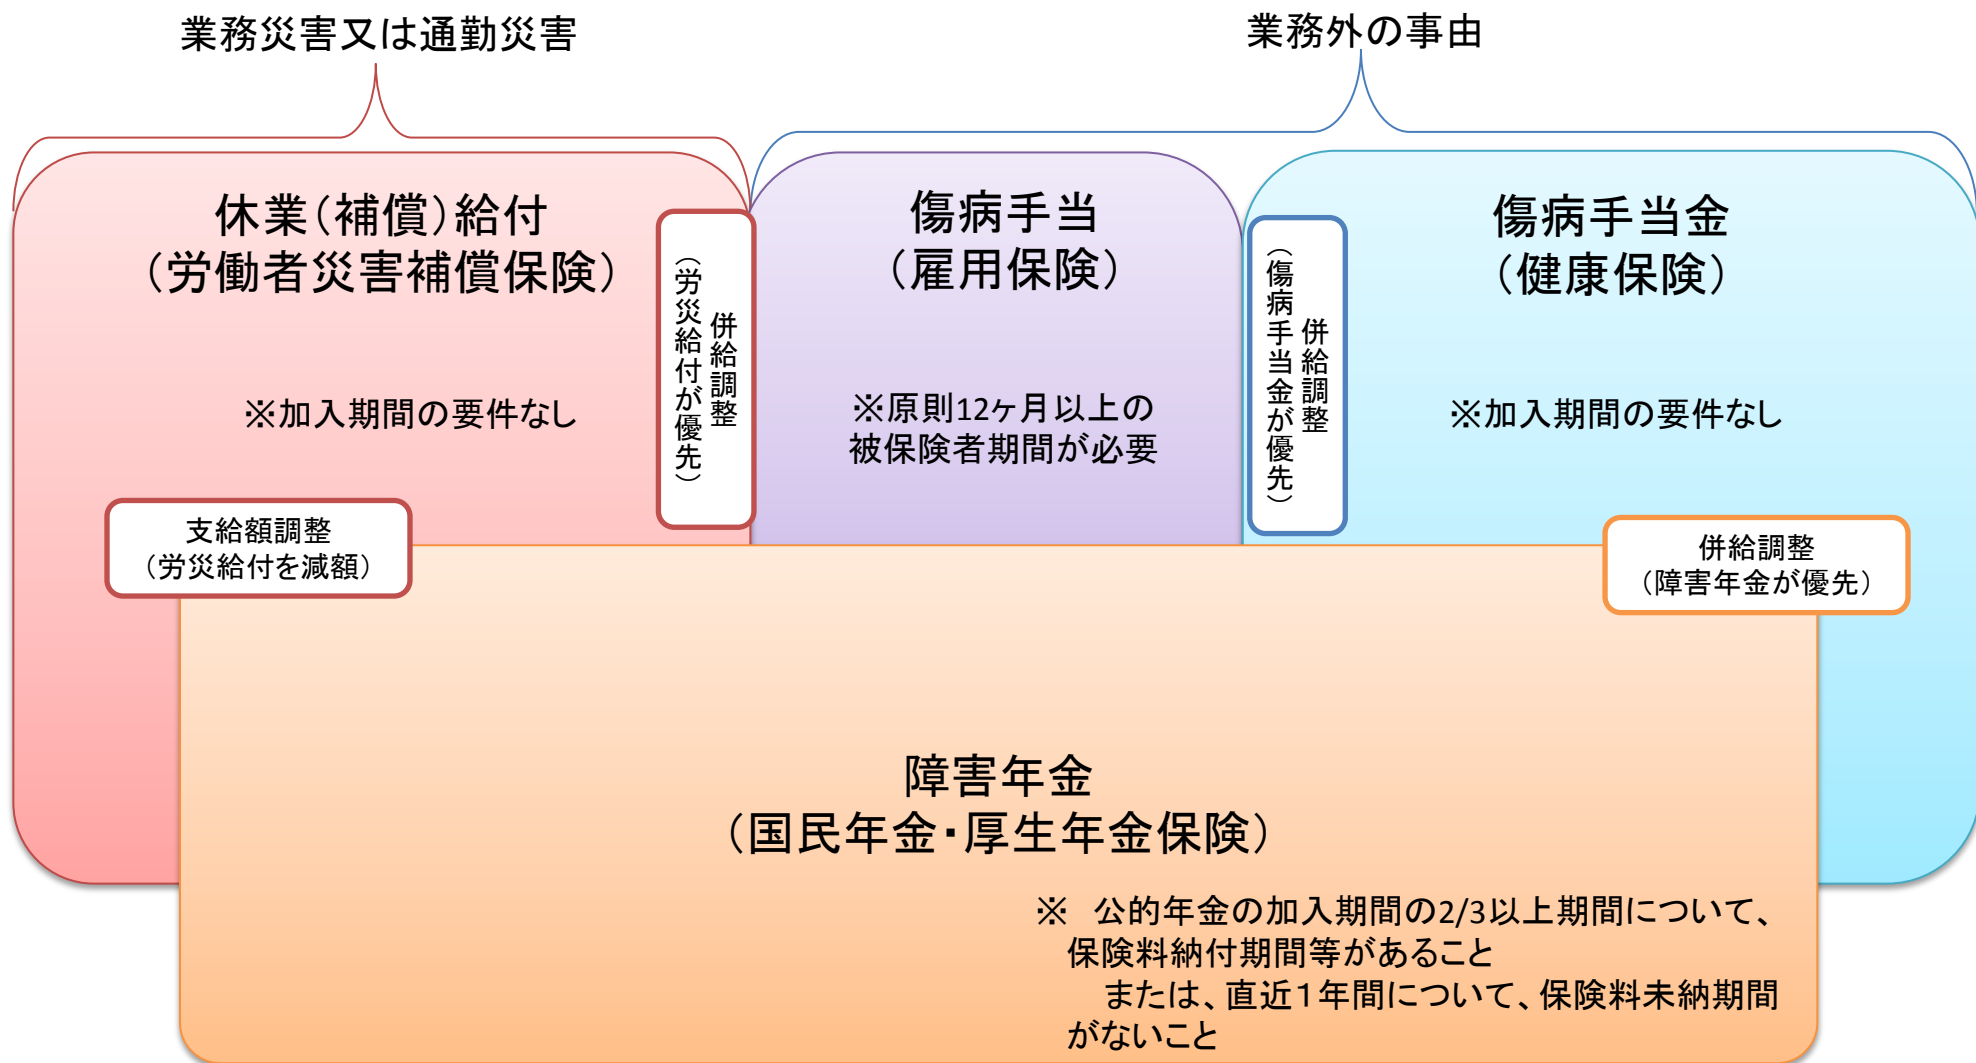 業務災害又は通勤災害
業務外の事由
休業(補償)給付
(労働者災害補償保険)
※加入期間の要件なし
併給調整
(労災給付が優先)
傷病手当
(雇用保険)
※原則12ヶ月以上の
被保険者期間が必要
併給調整
(傷病手当金が優先)
傷病手当金
(健康保険)
※加入期間の要件なし
支給額調整
(労災給付を減額)
併給調整
(障害年金が優先)
障害年金
(国民年金・厚生年金保険)
※　公的年金の加入期間の2/3以上期間について、
保険料納付期間等があること
または、直近１年間について、保険料未納期間
がないこと